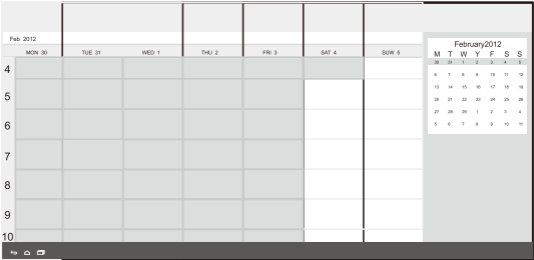 Feb 2012
MON 30 TUE 31 WED 1 THU 2 FRI 3 SAT 4 SUW 5
4
5
6
7
8
9
10
February2012
M T W Y F S S
30 31 1 2 3 4 5
6 7 8 9 10 11 12
13 14 15 16 17 18 19
20 21 22 23 24 25 26
27 28 29 1 2 3 4
5 6 7 8 9 10 11